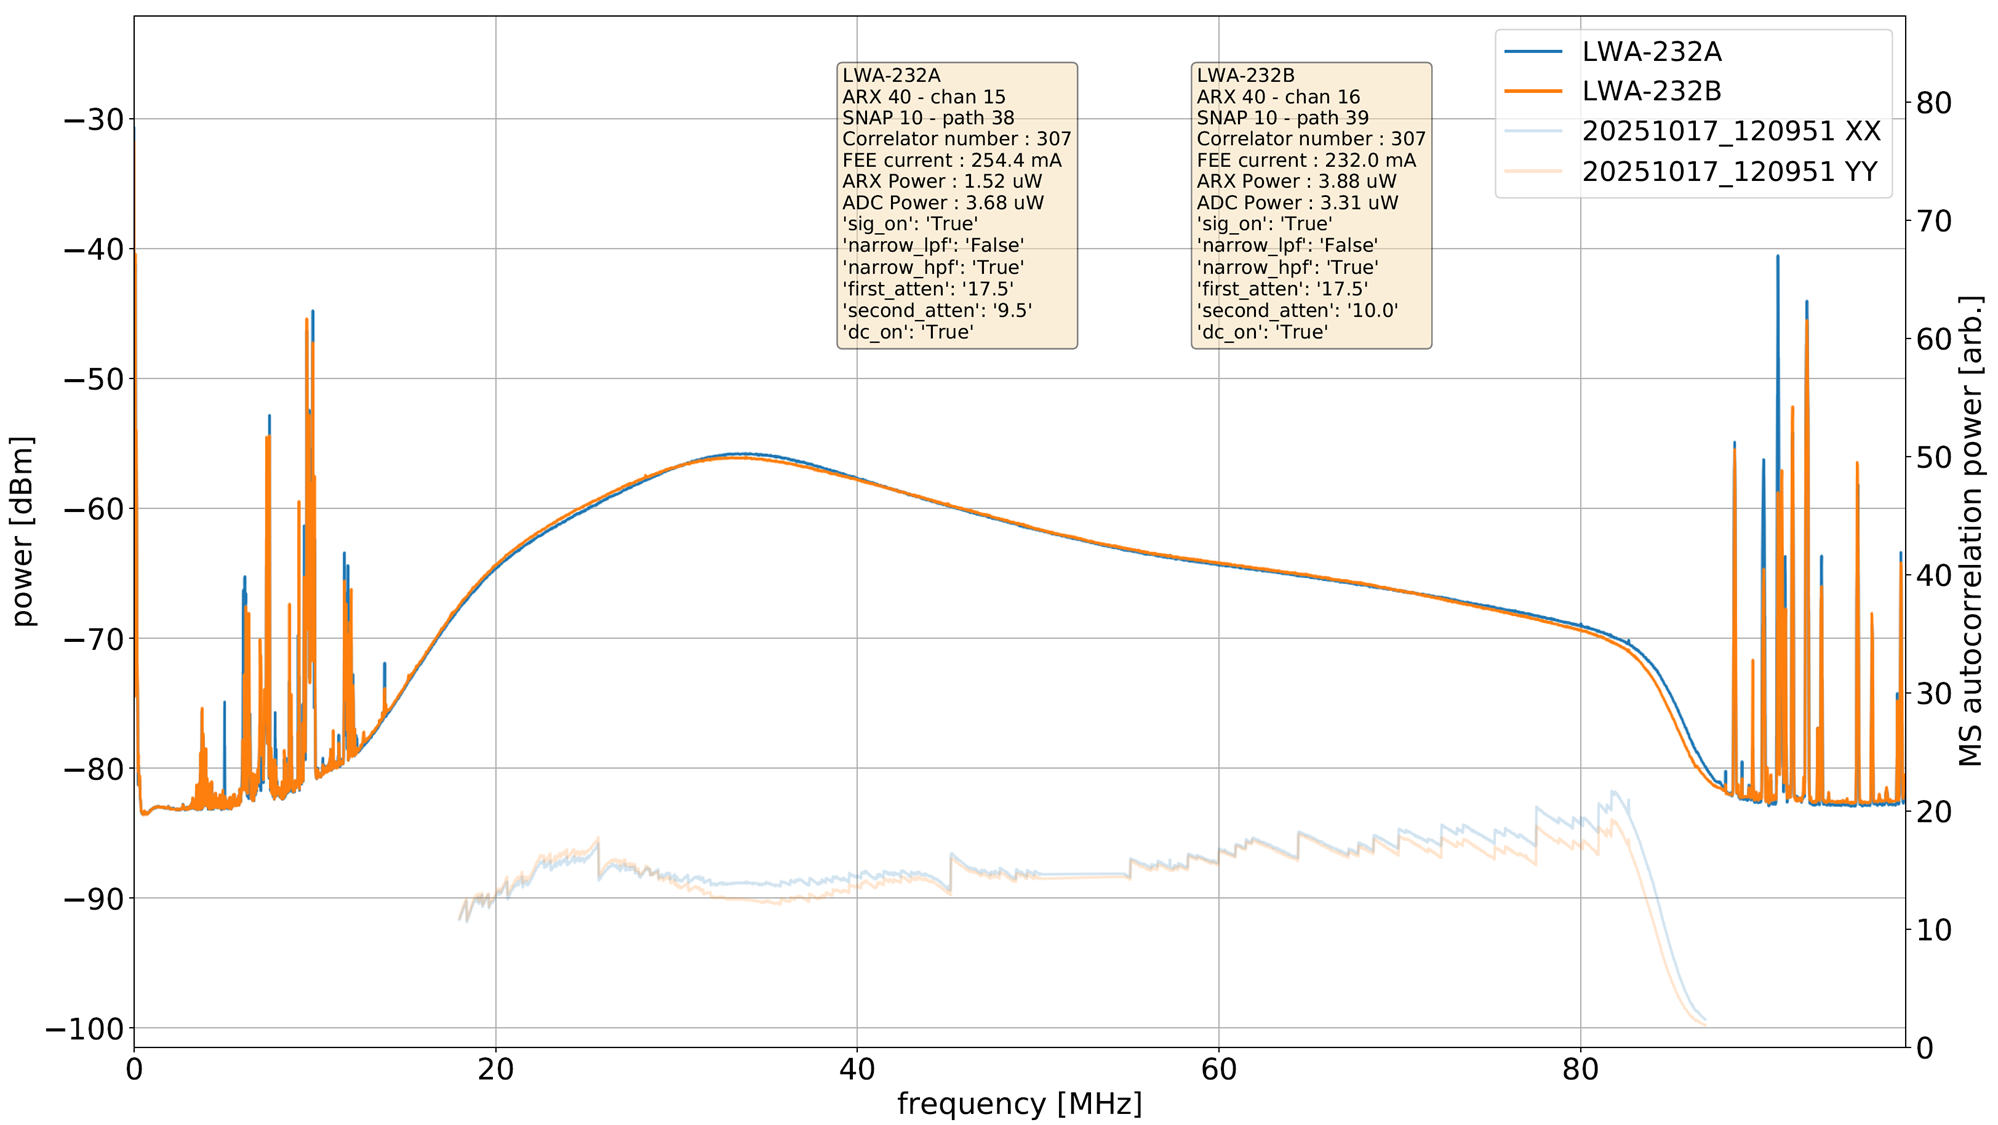 LWA-232A
LWA-232B
20251017_120951 XX
20251017_120951 YY
LWA-232A
ARX 40 - chan 15
SNAP 10 - path 38
Correlator number : 307
FEE current : 254.4 mA
ARX Power : 1.52 uW
ADC Power : 3.68 uW
'sig_on': 'True'
'narrow_lpf': 'False'
'narrow_hpf': 'True'
'first_atten': '17.5'
'second_atten': '9.5'
'dc_on': 'True'
LWA-232B
ARX 40 - chan 16
SNAP 10 - path 39
Correlator number : 307
FEE current : 232.0 mA
ARX Power : 3.88 uW
ADC Power : 3.31 uW
'sig_on': 'True'
'narrow_lpf': 'False'
'narrow_hpf': 'True'
'first_atten': '17.5'
'second_atten': '10.0'
'dc_on': 'True'
power [dBm]
−30
−40
−50
−60
−70
−80
−90
−100
80
70
60
50
40
30
20
10
0
MS autocorrelation power [arb.]
0
20
40
60
80
frequency [MHz]